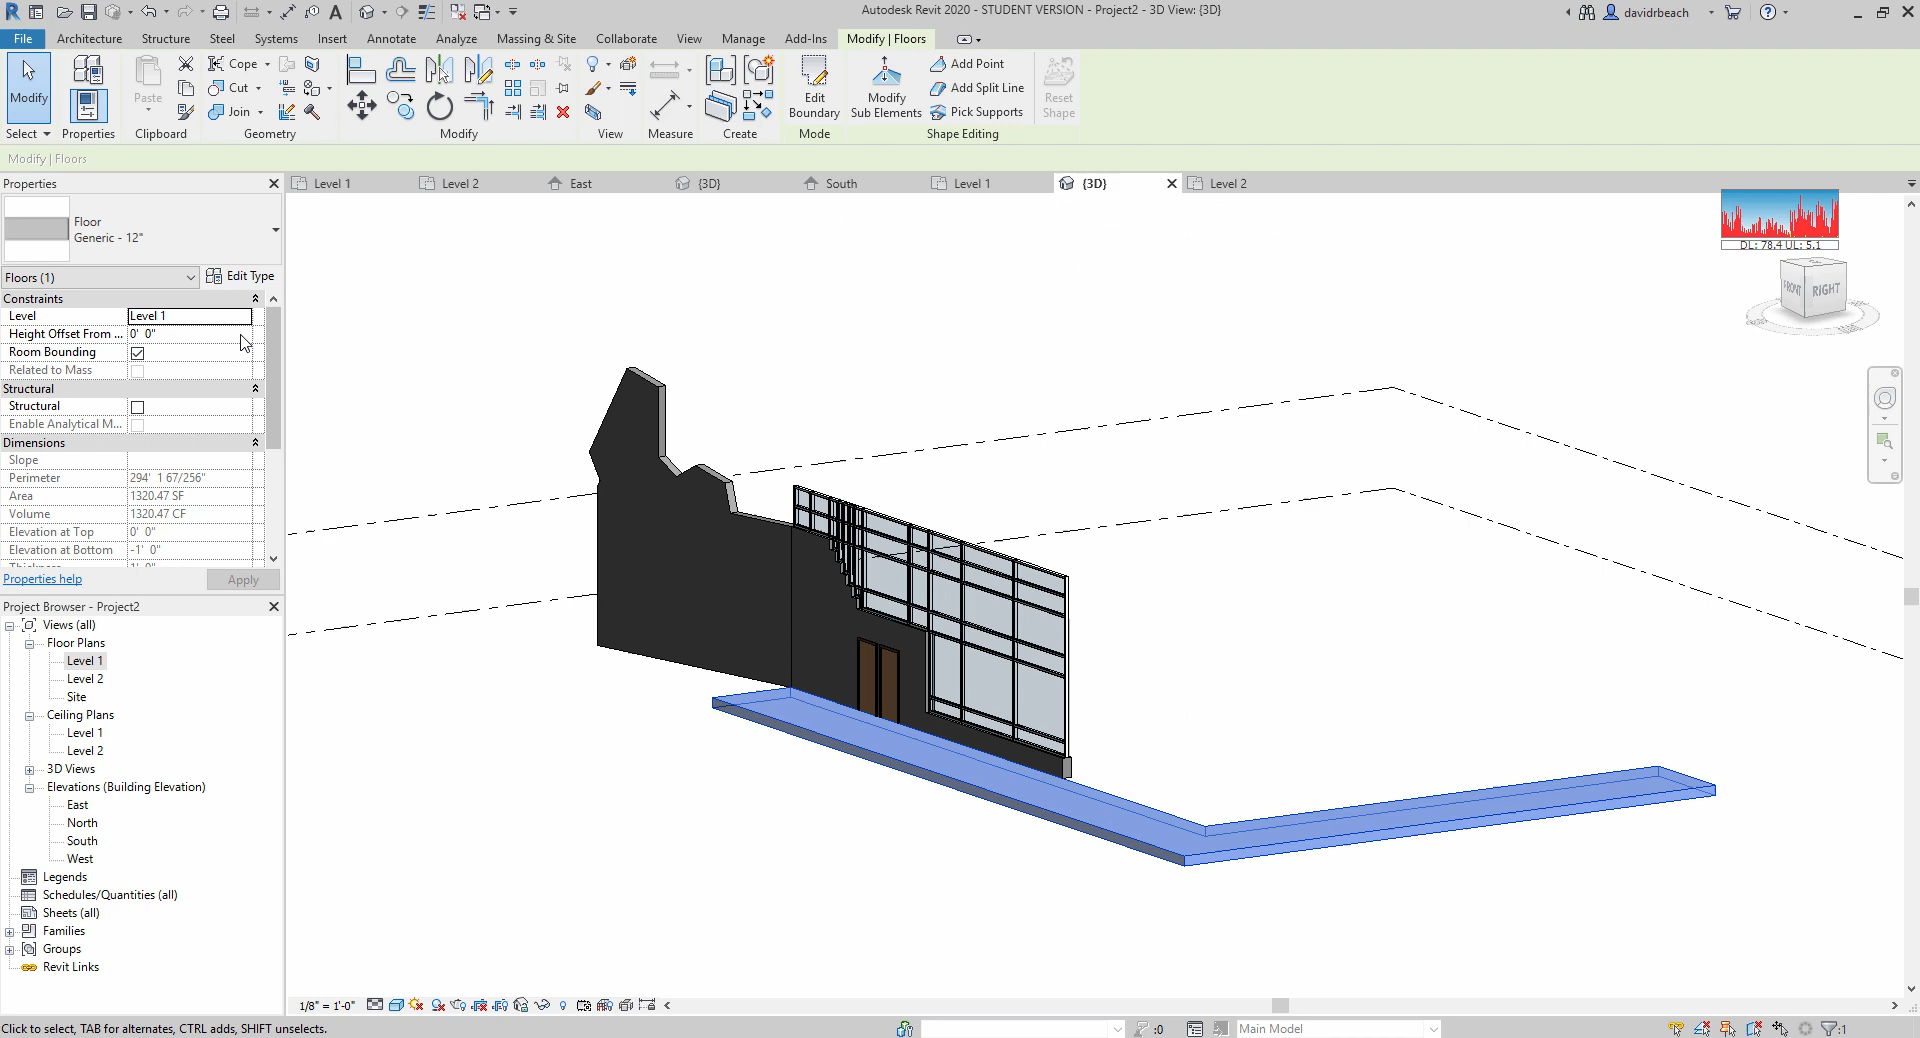 Autodesk Revit 2020 - STUDENT VERSION - Project2 - 3D View: {3D}
davidrbeach
File
Architecture
Structure
Steel
Systems
Insert
Annotate
Analyze
Massing & Site
Collaborate
View
Manage
Add-Ins
Modify | Floors
Modify
Select
Properties
Paste
Clipboard
Cope
Cut
Join
Geometry
Modify
View
Measure
Create
Edit Boundary
Mode
Modify Sub Elements
Add Point
Add Split Line
Pick Supports
Shape Editing
Reset Shape
Modify | Floors
Properties
Level 1
Level 2
East
{3D}
South
Level 1
{3D}
Level 2
Floor
Generic - 12"
Floors (1)
Edit Type
Constraints
Level Level 1
Height Offset From ... 0' 0"
Room Bounding
Related to Mass
Structural
Structural
Enable Analytical M...
Dimensions
Slope
Perimeter 294' 1 67/256"
Area 1320.47 SF
Volume 1320.47 CF
Elevation at Top 0' 0"
Elevation at Bottom -1' 0"
Thickness 1' 0"
Properties help
Apply
DL: 78.4 UL: 5.1
FRONT
RIGHT
Project Browser - Project2
Views (all)
Floor Plans
Level 1
Level 2
Site
Ceiling Plans
Level 1
Level 2
3D Views
Elevations (Building Elevation)
East
North
South
West
Legends
Schedules/Quantities (all)
Sheets (all)
Families
Groups
Revit Links
1/8" = 1'-0"
Click to select, TAB for alternates, CTRL adds, SHIFT unselects.
:0
Main Model
:1